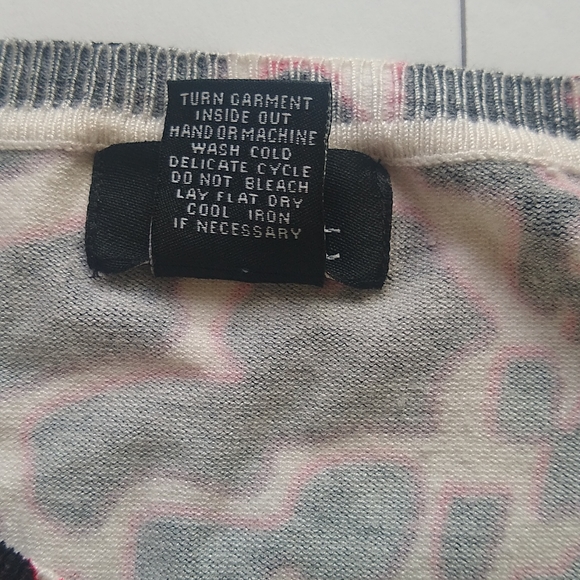 TURN GARMENT
INSIDE OUT
HAND OR MACHINE
WASH COLD
DELICATE CYCLE
DO NOT BLEACH
LAY FLAT DRY
COOL IRON
IF NECESSARY